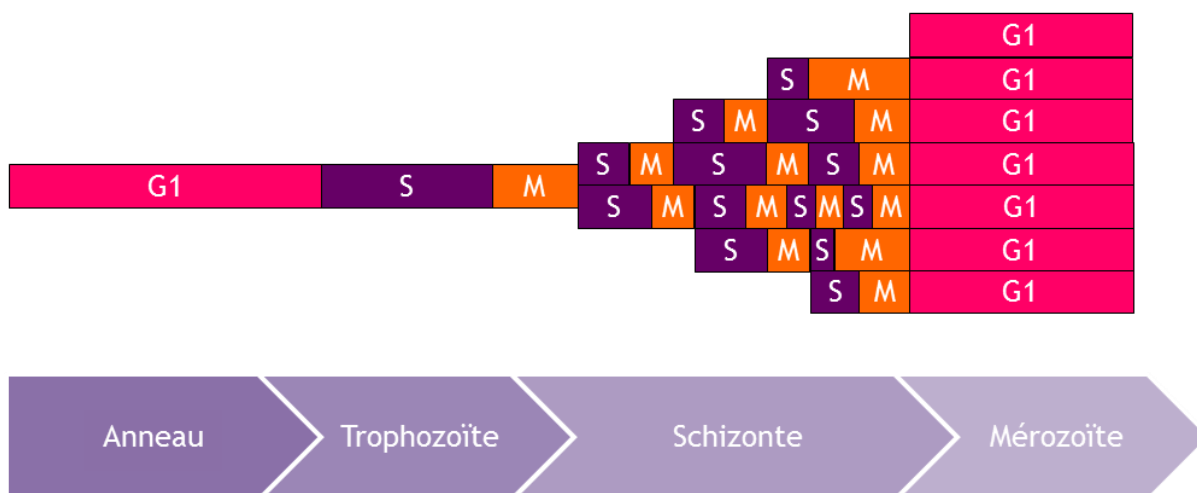 G1
S M G1
S M S M G1
S M S M S M G1
G1 S M
S M S M S M S M G1
S M S M G1
S M G1
Anneau Trophozoïte Schizonte Mérozoïte